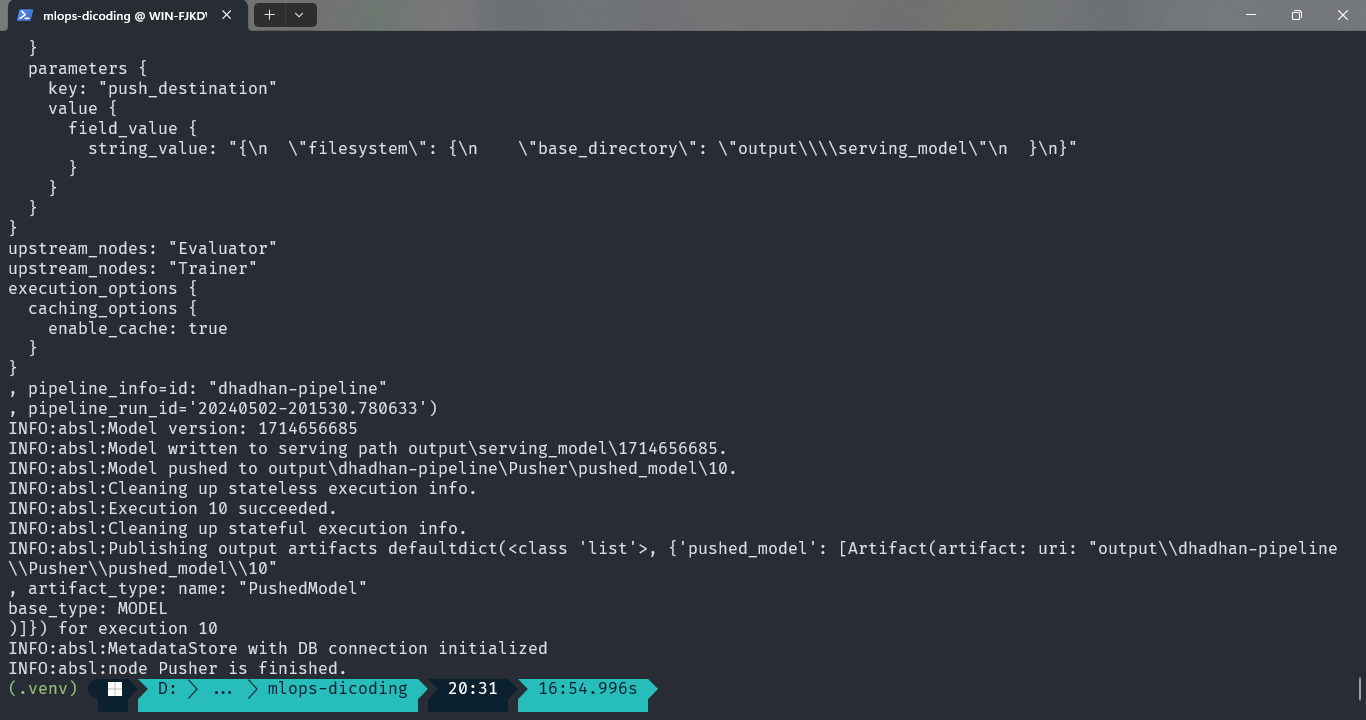 mlops-dicoding @ WIN-FJKD
}
parameters {
key: "push_destination"
value {
field_value {
string_value: "{\n  \"filesystem\": {\n    \"base_directory\": \"output\\\\serving_model\"\n  }\n}"
}
}
}
}
upstream_nodes: "Evaluator"
upstream_nodes: "Trainer"
execution_options {
caching_options {
enable_cache: true
}
}
, pipeline_info=id: "dhadhan-pipeline"
, pipeline_run_id='20240502-201530.780633')
INFO:absl:Model version: 1714656685
INFO:absl:Model written to serving path output\serving_model\1714656685.
INFO:absl:Model pushed to output\dhadhan-pipeline\Pusher\pushed_model\10.
INFO:absl:Cleaning up stateless execution info.
INFO:absl:Execution 10 succeeded.
INFO:absl:Cleaning up stateful execution info.
INFO:absl:Publishing output artifacts defaultdict(<class 'list'>, {'pushed_model': [Artifact(artifact: uri: "output\\dhadhan-pipeline
\\Pusher\\pushed_model\\10"
, artifact_type: name: "PushedModel"
base_type: MODEL
)]}) for execution 10
INFO:absl:MetadataStore with DB connection initialized
INFO:absl:node Pusher is finished.
(.venv) D: ... mlops-dicoding 20:31 16:54.996s